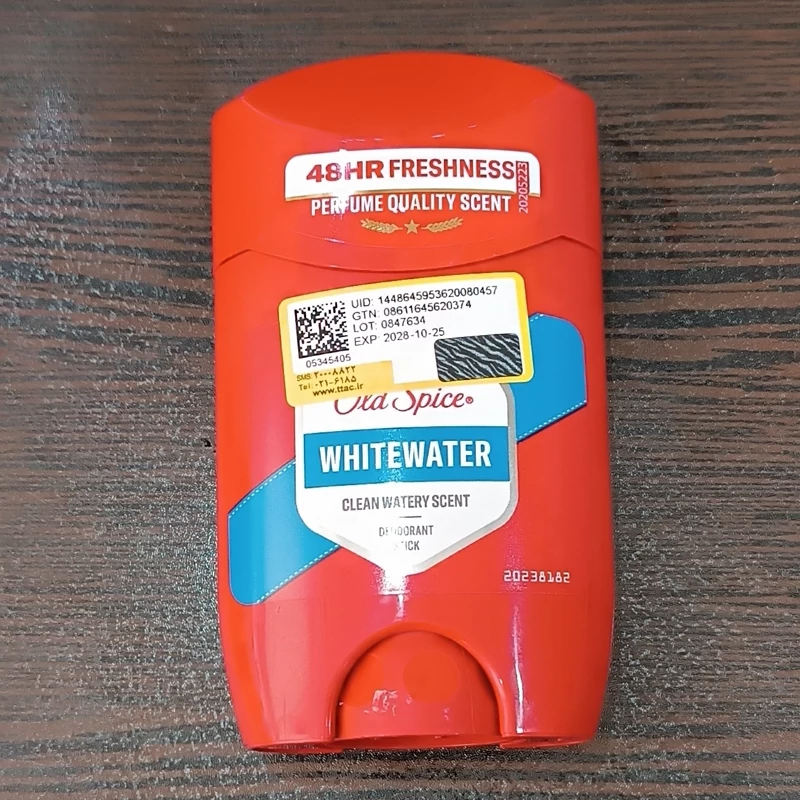 48HR FRESHNESS
20205223
PERFUME QUALITY SCENT
UID: 1448645953620080457
GTN: 08611645620374
LOT: 0847634
EXP: 2028-10-25
05345405
SMS: ۲۰۰۰۸۸۲۲
Tel: ۰۲۱-۶۱۸۵
www.ttac.ir
Old Spice®
WHITEWATER
CLEAN WATERY SCENT
DEODORANT
STICK
20238182